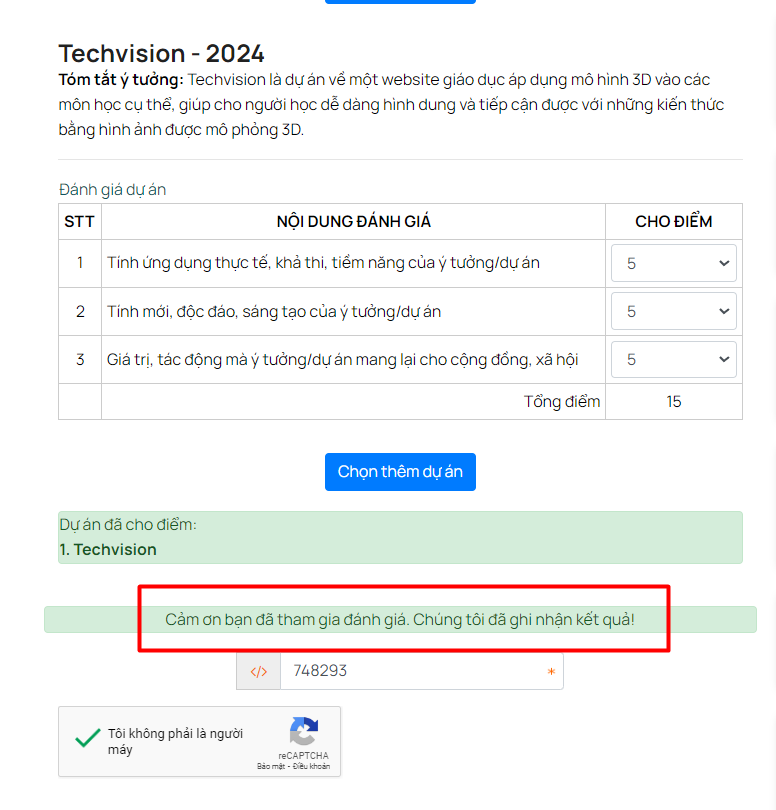 Techvision - 2024
Tóm tắt ý tưởng: Techvision là dự án về một website giáo dục áp dụng mô hình 3D vào các
môn học cụ thể, giúp cho người học dễ dàng hình dung và tiếp cận được với những kiến thức
bằng hình ảnh được mô phỏng 3D.
Đánh giá dự án
STT NỘI DUNG ĐÁNH GIÁ CHO ĐIỂM
1 Tính ứng dụng thực tế, khả thi, tiềm năng của ý tưởng/dự án 5
2 Tính mới, độc đáo, sáng tạo của ý tưởng/dự án 5
3 Giá trị, tác động mà ý tưởng/dự án mang lại cho cộng đồng, xã hội 5
Tổng điểm 15
Chọn thêm dự án
Dự án đã cho điểm:
1. Techvision
Cảm ơn bạn đã tham gia đánh giá. Chúng tôi đã ghi nhận kết quả!
</> 748293 *
Tôi không phải là người
máy
reCAPTCHA
Bảo mật - Điều khoản